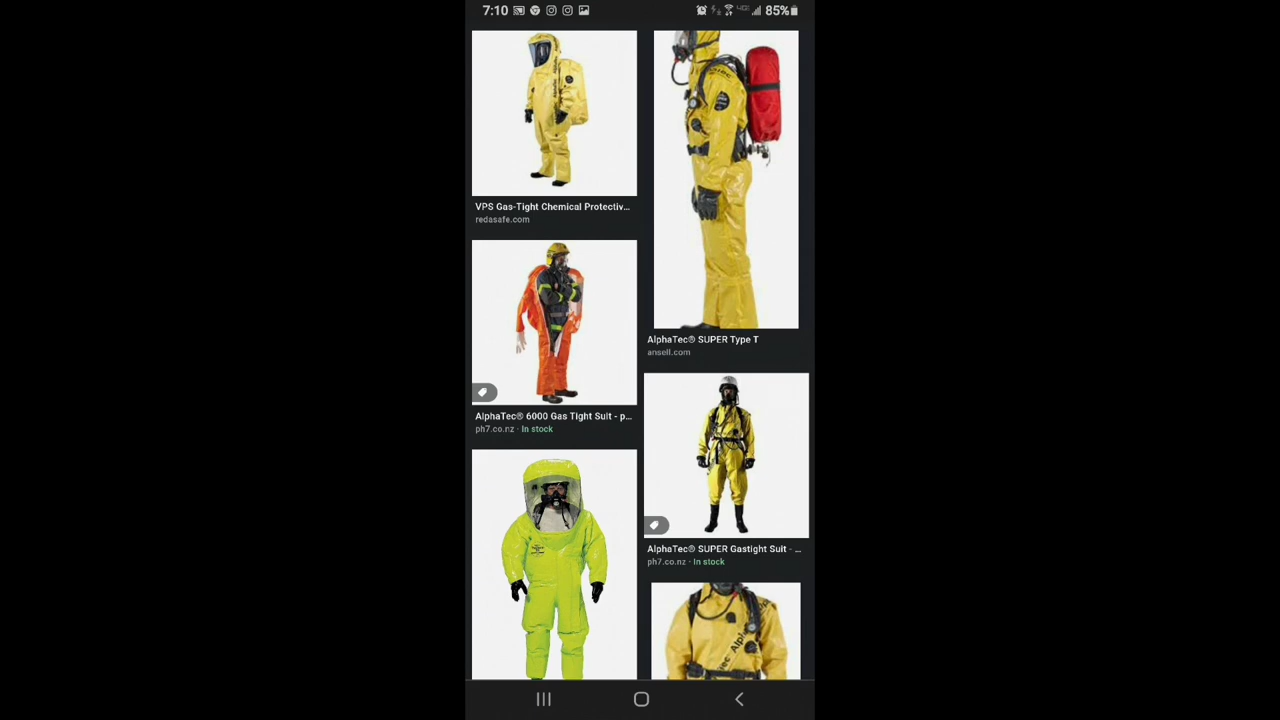 7:10
85%
VPS Gas-Tight Chemical Protectiv...
redasafe.com
AlphaTec® SUPER Type T
ansell.com
AlphaTec® 6000 Gas Tight Suit - p...
ph7.co.nz · In stock
AlphaTec® SUPER Gastight Suit - ...
ph7.co.nz · In stock